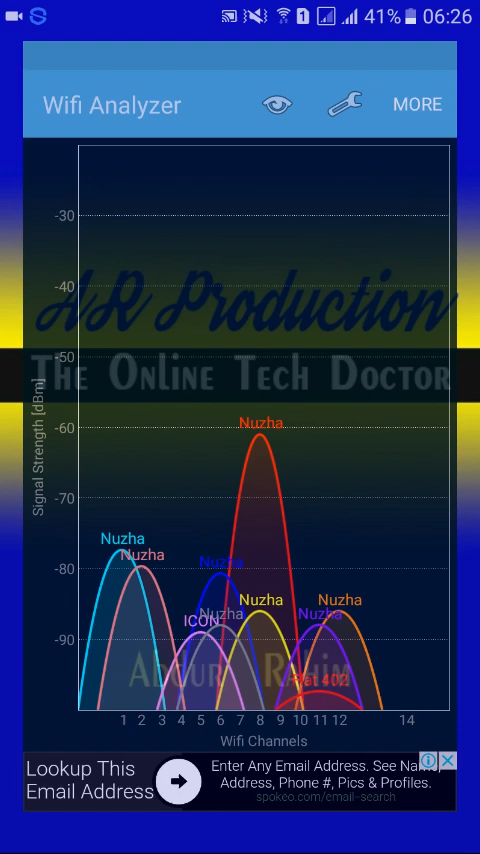 1 41% 06:26
Wifi Analyzer MORE
-30
-40
AR Production
-50
The Online Tech Doctor
Signal Strength [dBm]
-60
Nuzha
-70
Nuzha
Nuzha
Nuzha
-80
Nuzha
Nuzha
Nuzha
ICON
Nuzha
-90
Abdur Rahim
Flat 402
1 2 3 4 5 6 7 8 9 10 11 12 14
Wifi Channels
Lookup This
Email Address
Enter Any Email Address. See Name,
Address, Phone #, Pics & Profiles.
spokeo.com/email-search